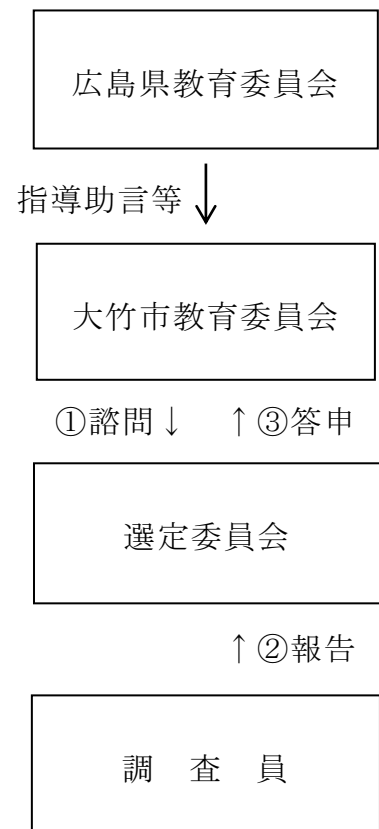 広島県教育委員会
指導助言等↓
大竹市教育委員会
①諮問↓ ↑③答申
選定委員会
↑②報告
調 査 員